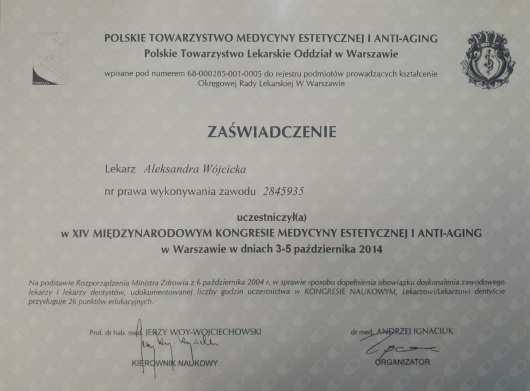 POLSKIE TOWARZYSTWO MEDYCYNY ESTETYCZNEJ I ANTI-AGING
Polskie Towarzystwo Lekarskie Oddział w Warszawie
wpisane pod numerem 68-000285-001-0005 do rejestru podmiotów prowadzących kształcenie
Okręgowej Rady Lekarskiej W Warszawie
ZAŚWIADCZENIE
Lekarz Aleksandra Wójcicka
nr prawa wykonywania zawodu 2845935
uczestniczył(a)
w XIV MIĘDZYNARODOWYM KONGRESIE MEDYCYNY ESTETYCZNEJ I ANTI-AGING
w Warszawie w dniach 3-5 października 2014
Na podstawie Rozporządzenia Ministra Zdrowia z 6 października 2004 r. w sprawie sposobu dopełnienia obowiązku doskonalenia zawodowego
lekarzy i lekarzy dentystów, udokumentowanej liczby godzin uczestnictwa w KONGRESIE NAUKOWYM, Lekarzowi/Lekarzowi dentyście
przysługuje 26 punktów edukacyjnych.
Prof. dr hab. med. JERZY WOY-WOJCIECHOWSKI
KIEROWNIK NAUKOWY
dr med. ANDRZEJ IGNACIUK
ORGANIZATOR